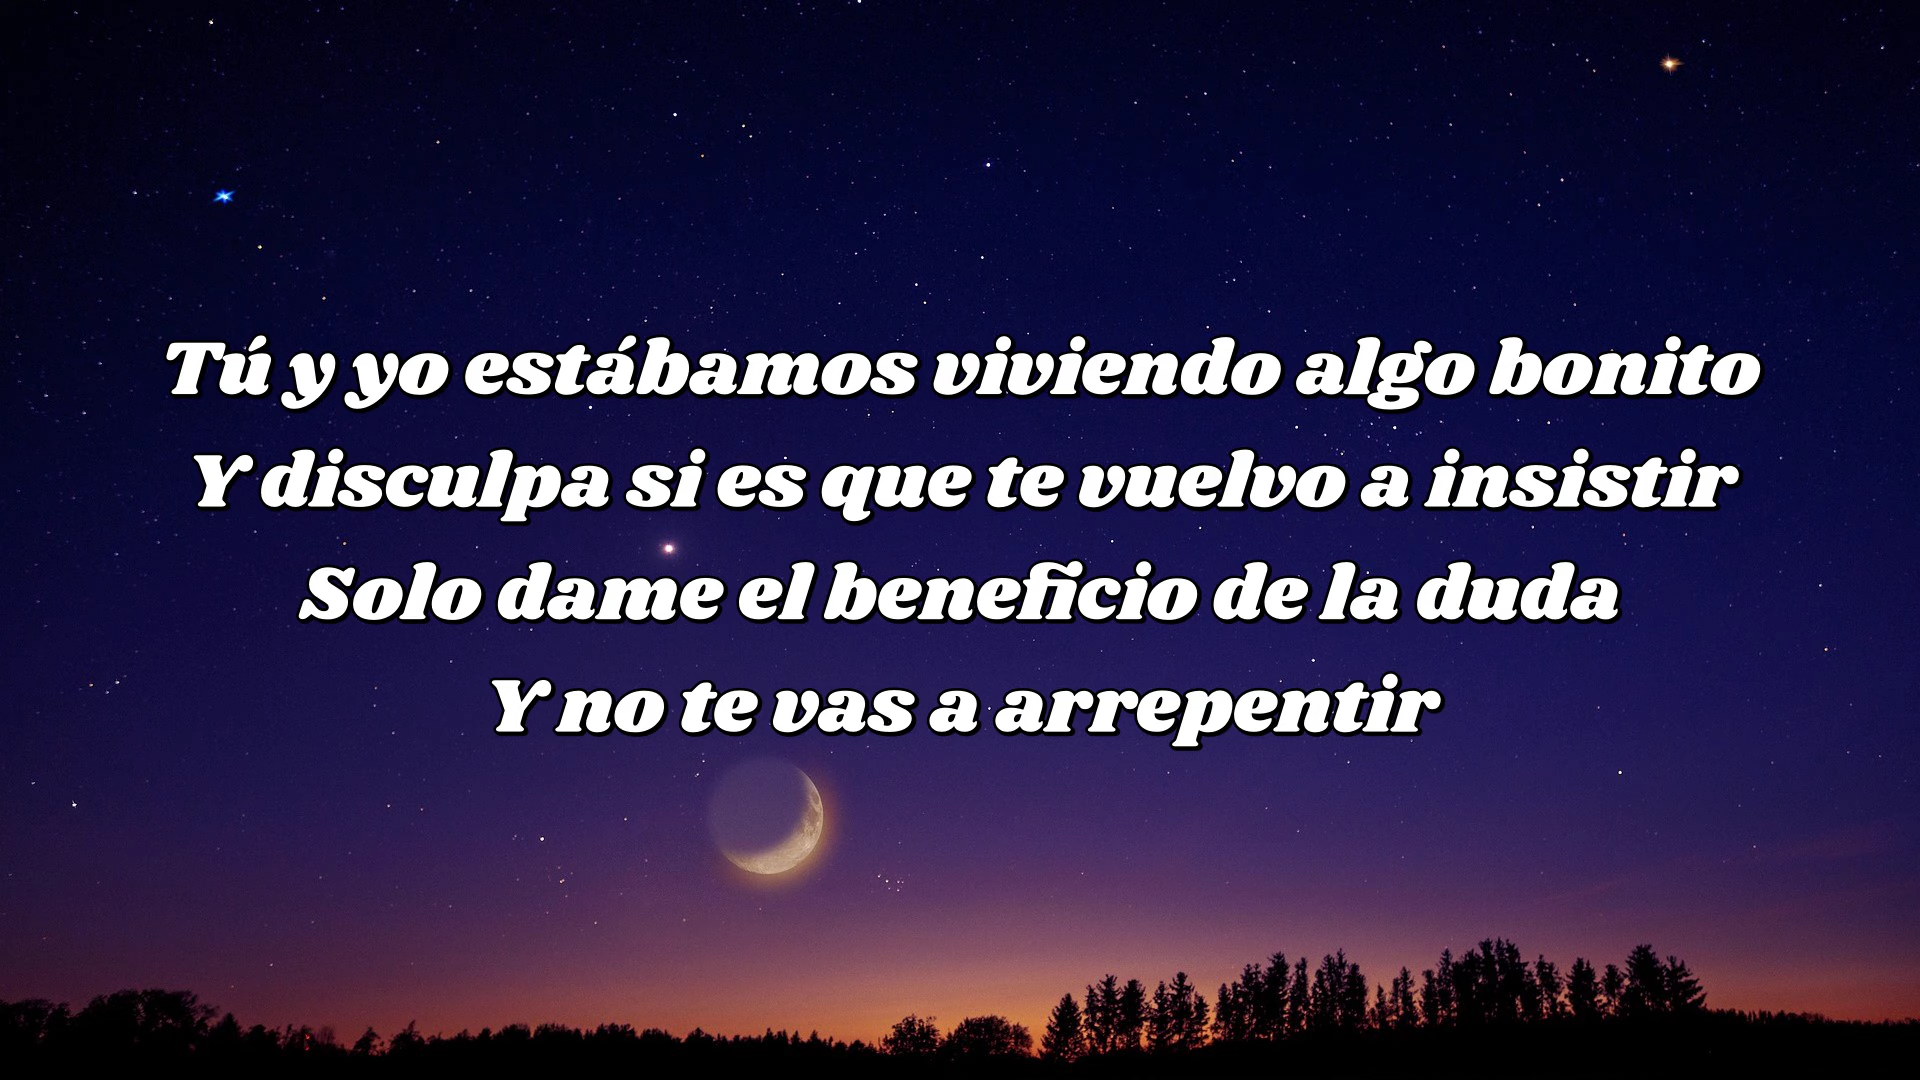 Tú y yo estábamos viviendo algo bonito
Y disculpa si es que te vuelvo a insistir
Solo dame el beneficio de la duda
Y no te vas a arrepentir